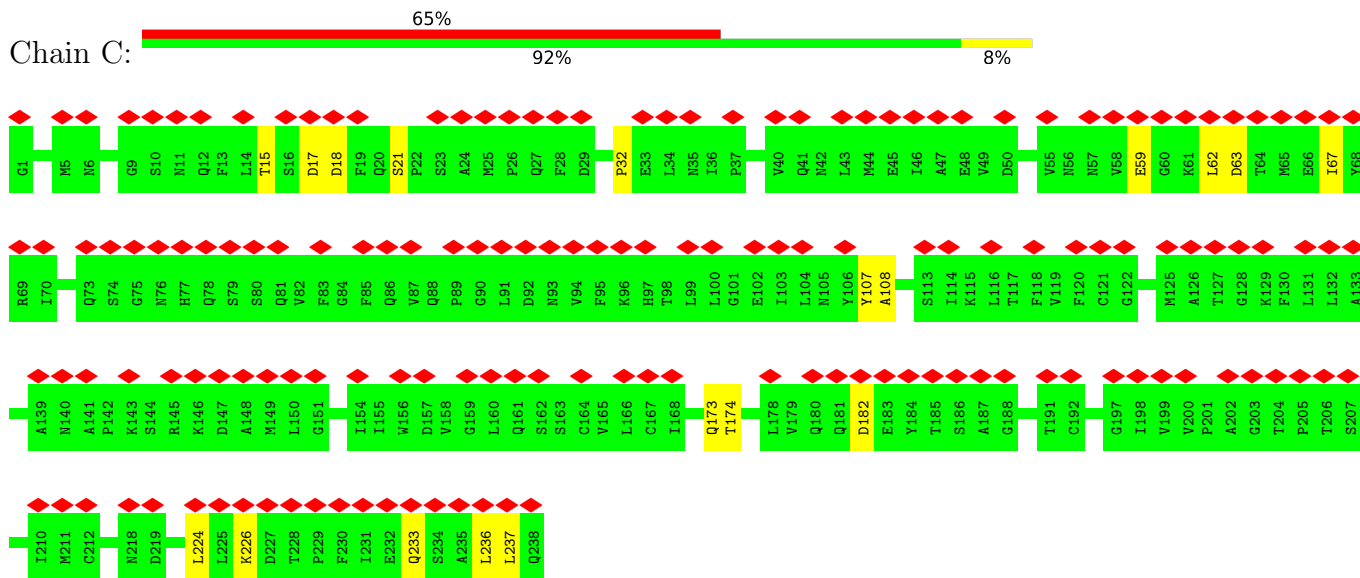 65%
Chain C:
92% 8%
G1 M5 N6 G9 S10 N11 Q12 F13 L14 T15 S16 D17 D18 F19 Q20 S21 P22 S23 A24 M25 P26 Q27 F28 D29 P32 E33 L34 N35 I36 P37 V40 Q41 N42 L43 M44 E45 I46 A47 E48 V49 D50 V55 N56 N57 V58 E59 G60 K61 L62 D63 T64 M65 E66 I67 Y68
R69 I70 Q73 S74 G75 N76 H77 Q78 S79 S80 Q81 V82 F83 G84 F85 Q86 V87 Q88 P89 G90 L91 D92 N93 V94 F95 K96 H97 T98 L99 L100 G101 E102 I103 L104 N105 Y106 Y107 A108 S113 I114 K115 L116 T117 F118 V119 F120 C121 G122 M125 A126 T127 G128 K129 F130 L131 L132 A133
A139 N140 A141 P142 K143 S144 R145 K146 D147 A148 M149 L150 G151 I154 I155 W156 D157 V158 G159 L160 Q161 S162 S163 C164 V165 L166 C167 I168 Q173 T174 L178 V179 Q180 Q181 D182 E183 Y184 T185 S186 A187 G188 T191 C192 G197 I198 V199 V200 P201 A202 G203 T204 P205 T206 S207
I210 M211 C212 N218 D219 L224 L225 K226 D227 T228 P229 F230 I231 E232 Q233 S234 A235 L236 L237 Q238